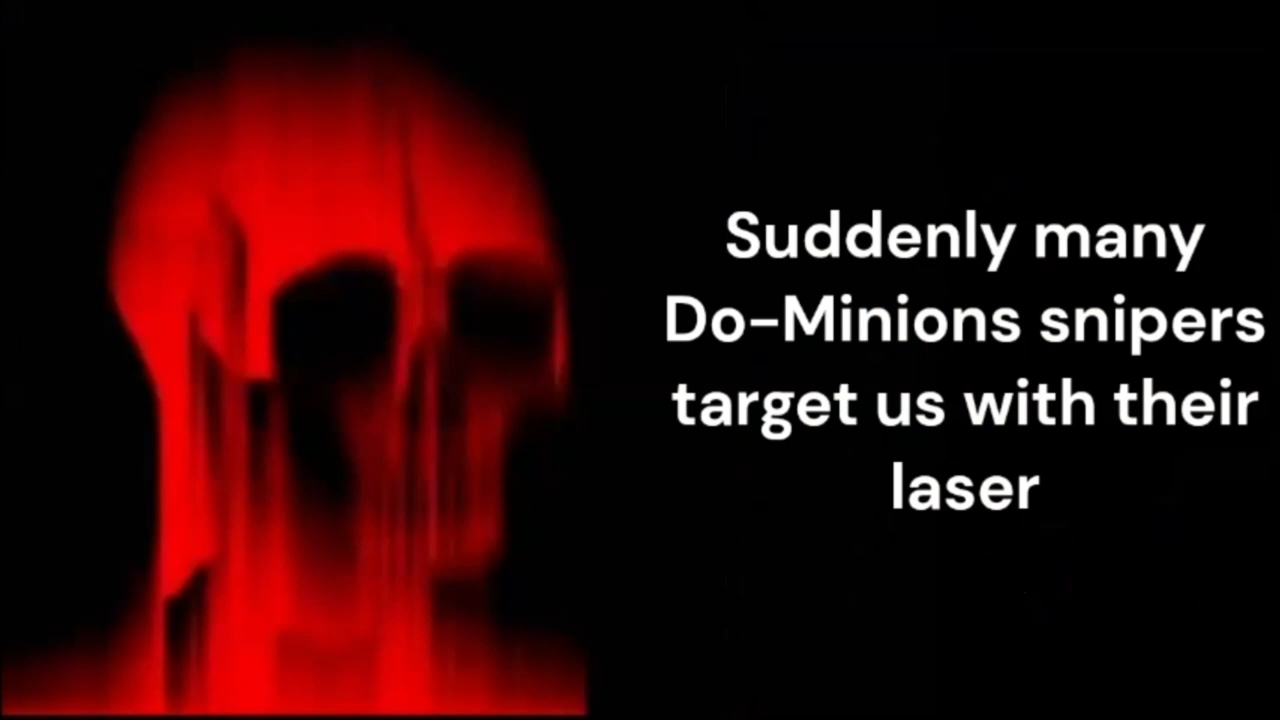 Suddenly many
Do-Minions snipers
target us with their
laser